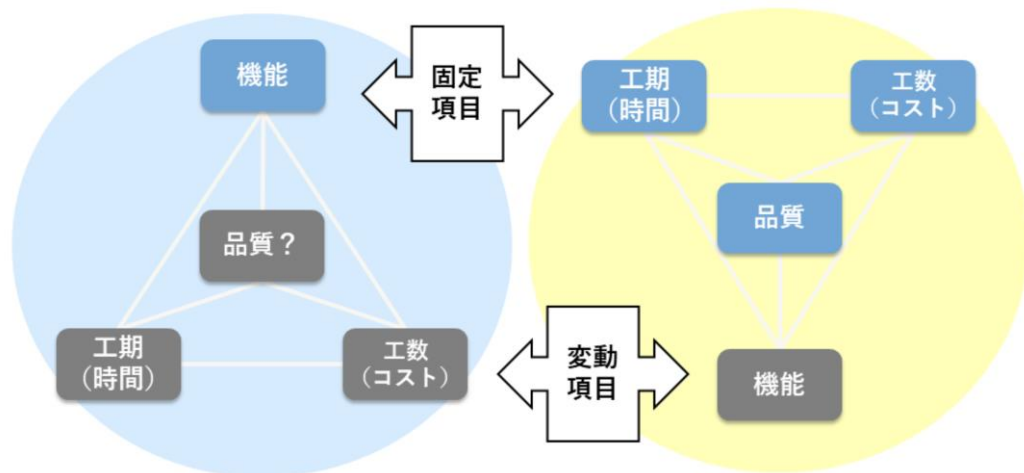 機能
固定
項目
工期
（時間）
工数
（コスト）
品質？
品質
工期
（時間）
工数
（コスト）
変動
項目
機能